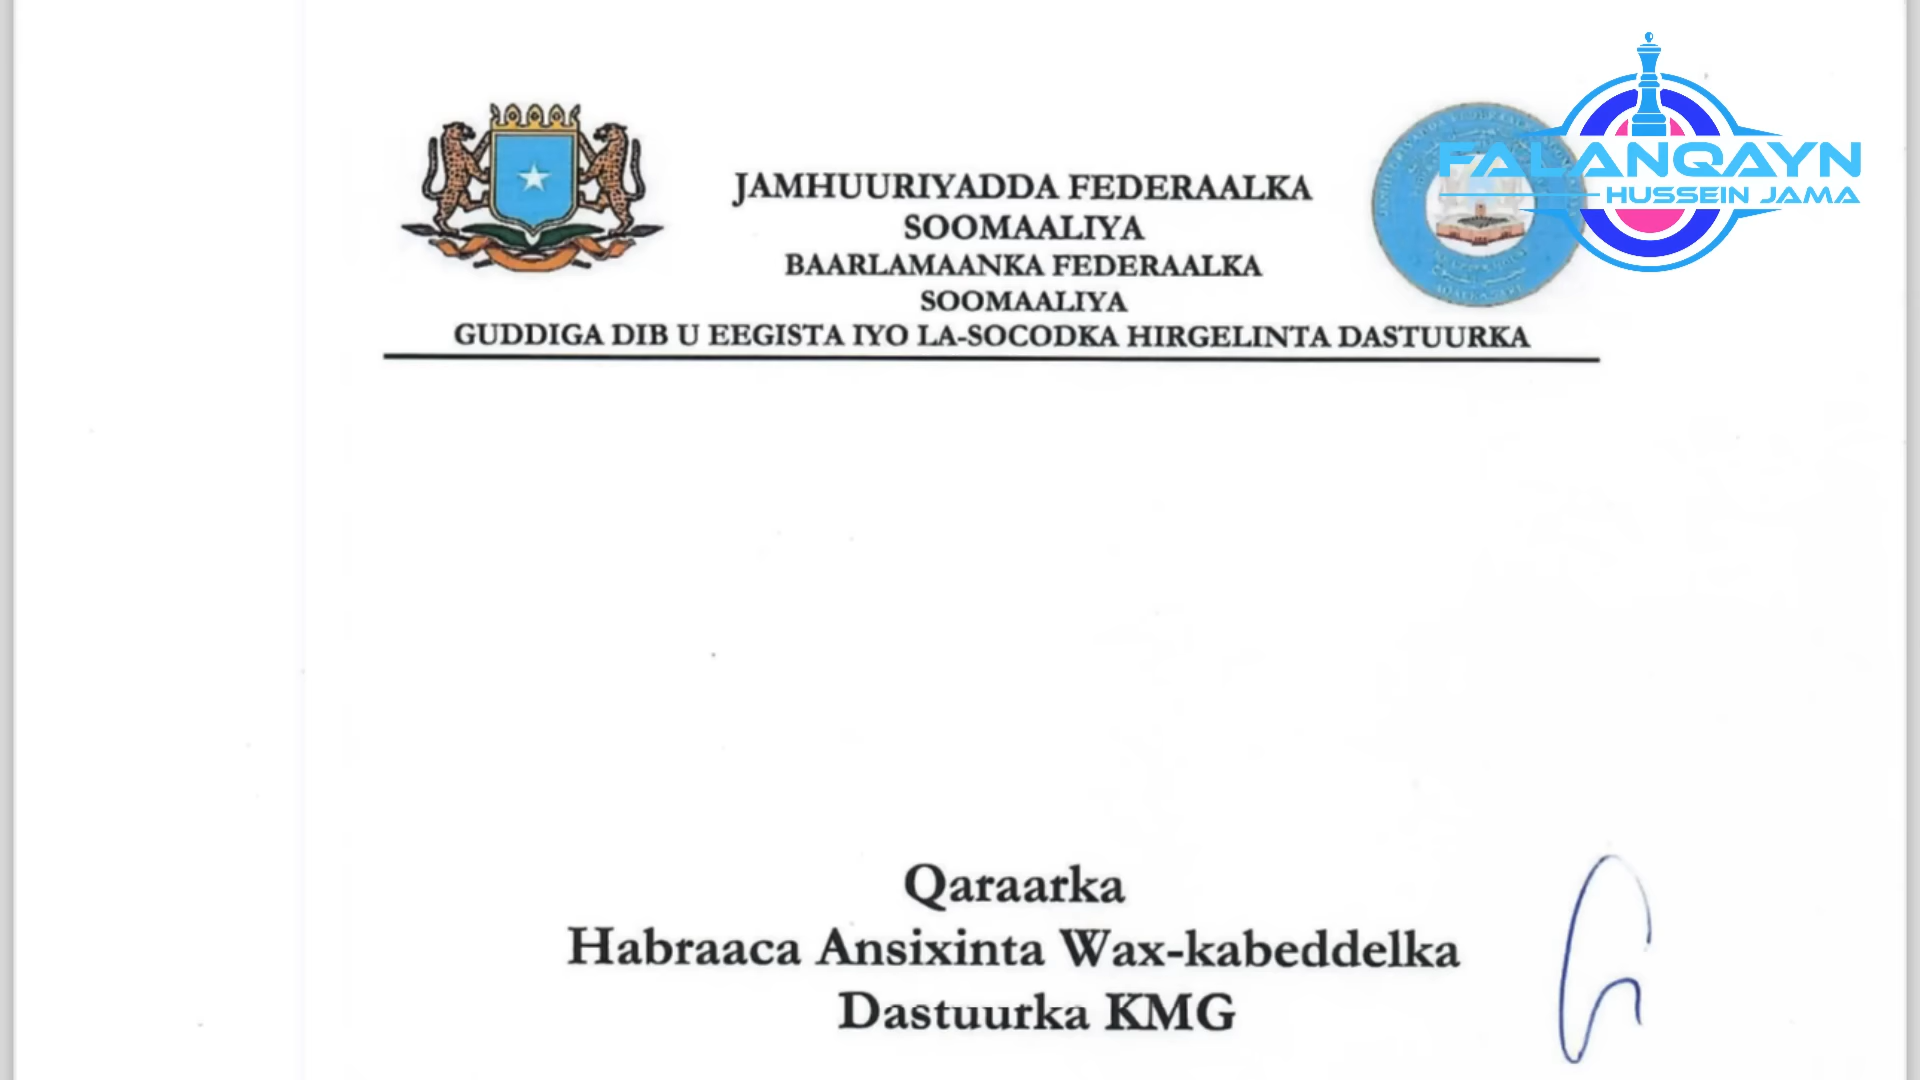 JAMHUURIYADDA FEDERAALKA
SOOMAALIYA
BAARLAMAANKA FEDERAALKA
SOOMAALIYA
GUDDIGA DIB U EEGISTA IYO LA-SOCODKA HIRGELINTA DASTUURKA
FALANQAYN
HUSSEIN JAMA
Qaraarka
Habraaca Ansixinta Wax-kabeddelka
Dastuurka KMG